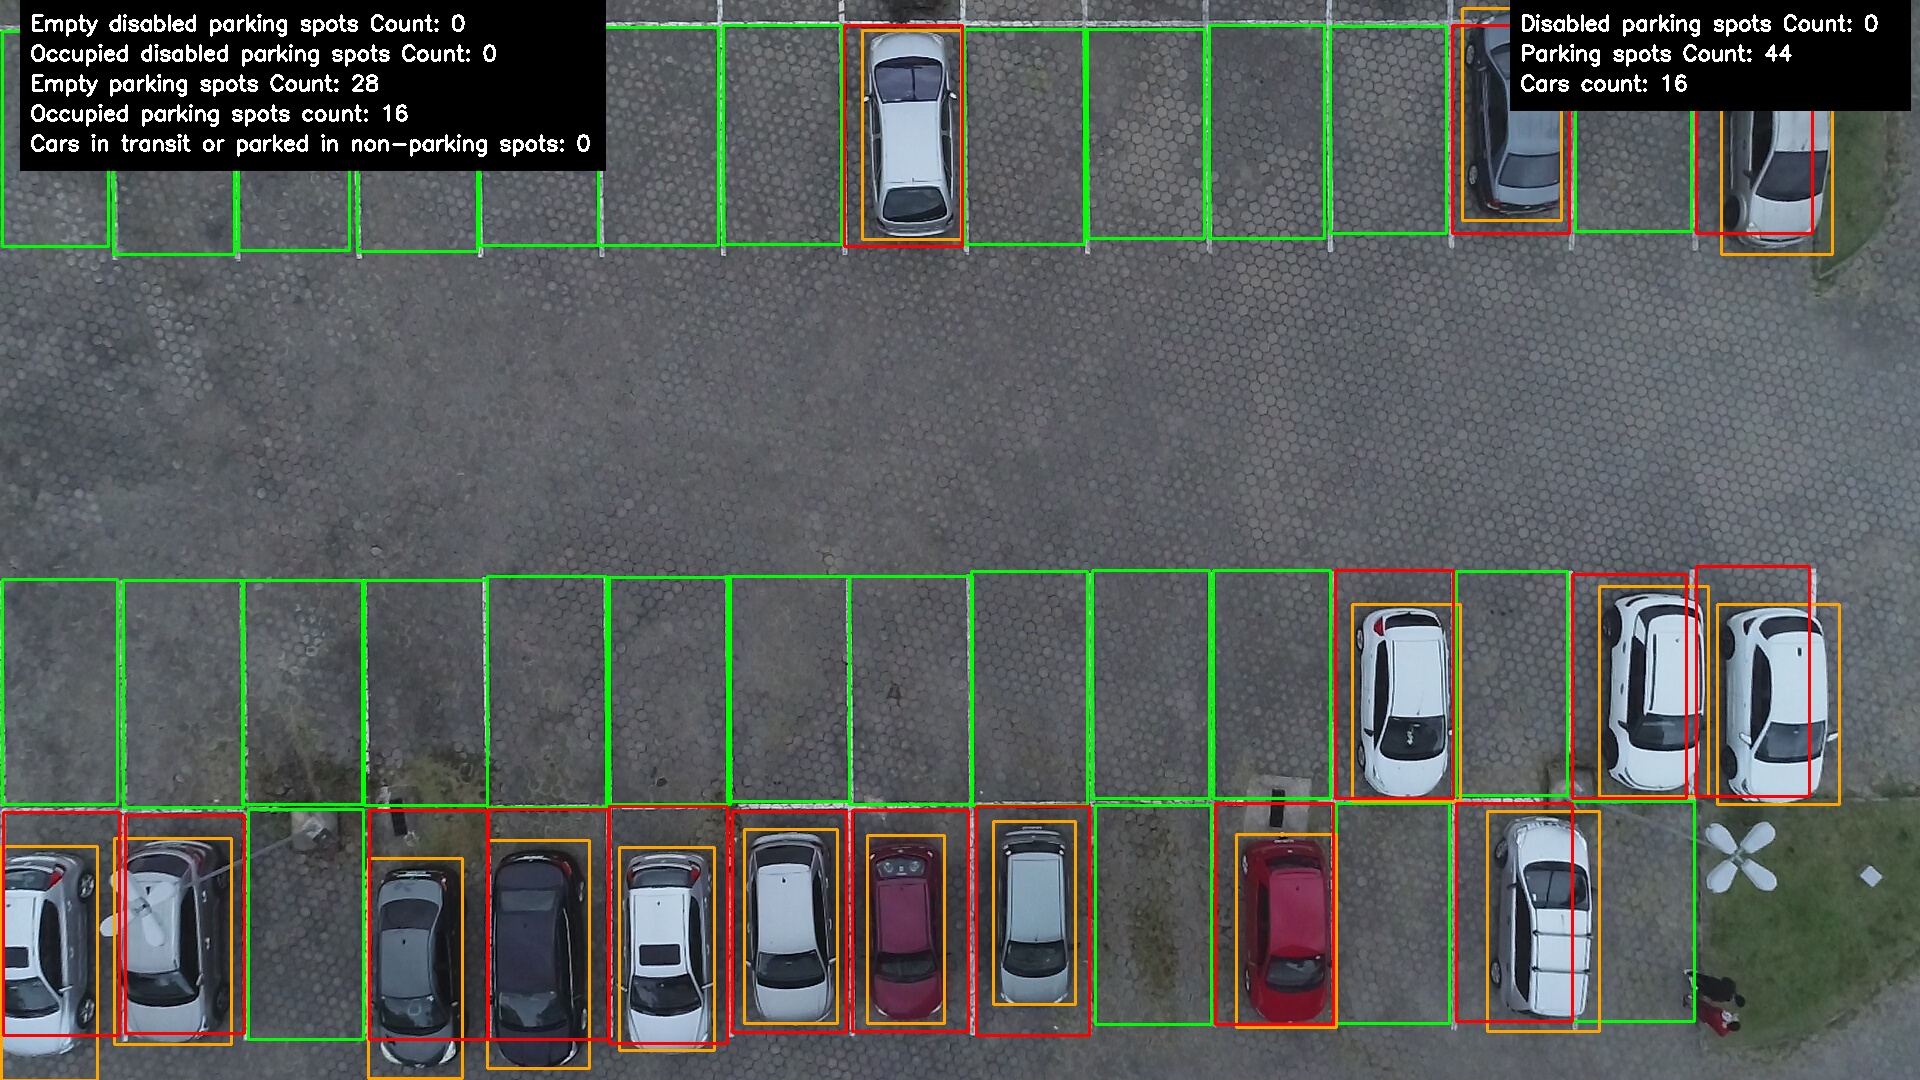 Empty disabled parking spots Count: 0
Occupied disabled parking spots Count: 0
Empty parking spots Count: 28
Occupied parking spots count: 16
Cars in transit or parked in non-parking spots: 0
Disabled parking spots Count: 0
Parking spots Count: 44
Cars count: 16